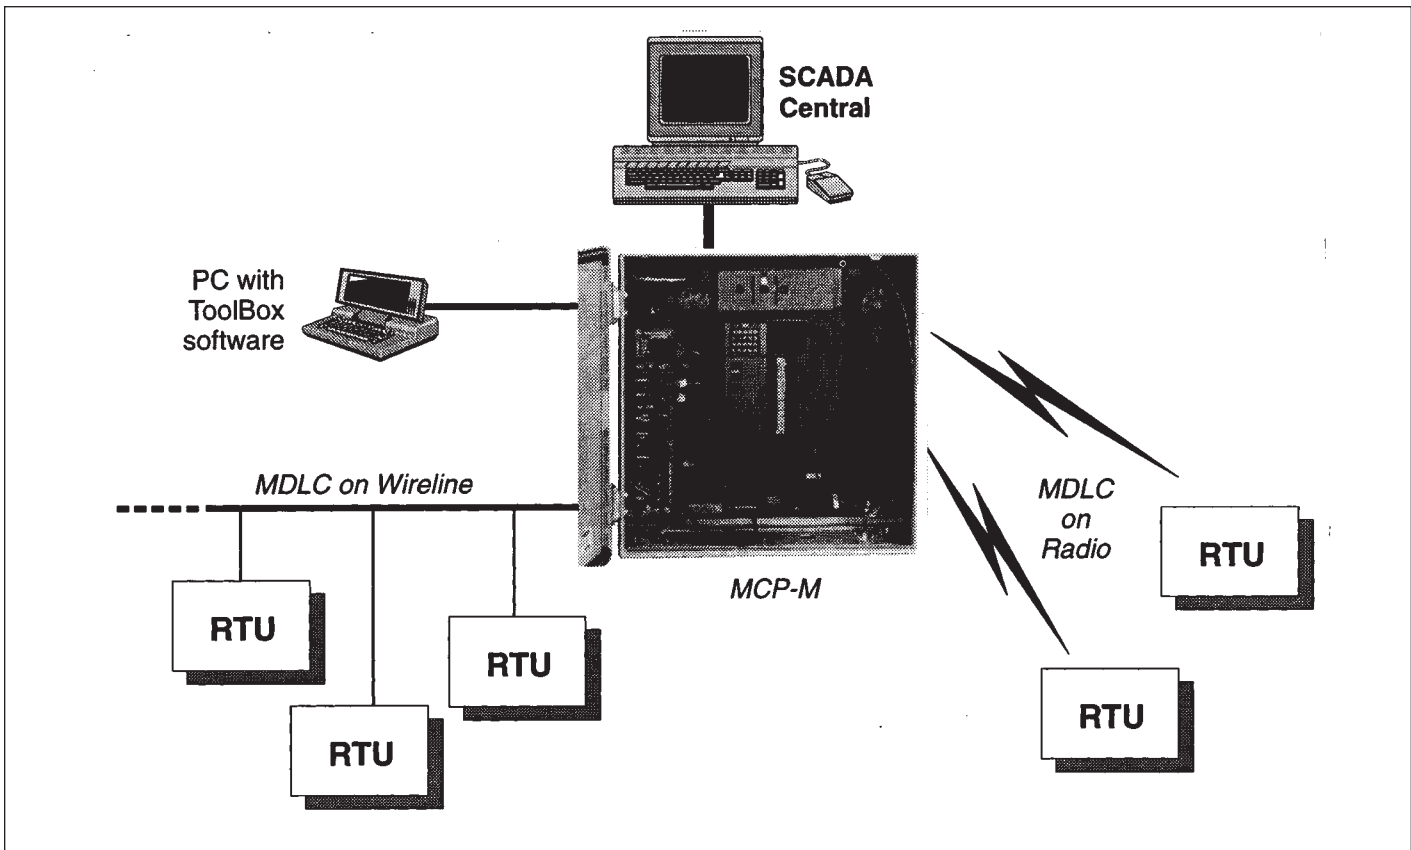 SCADA
Central
PC with
ToolBox
software
MDLC on Wireline
MDLC
on
Radio
MCP-M
RTU
RTU
RTU
RTU
RTU